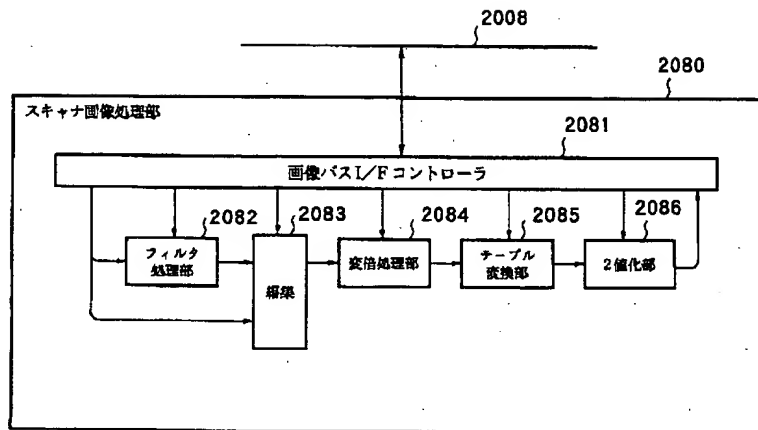 2008
2080
スキャナ画像処理部
2081
画像バスI/Fコントローラ
2082
2083
2084
2085
2086
フィルタ
処理部
編集
変倍処理部
テーブル
変換部
2値化部